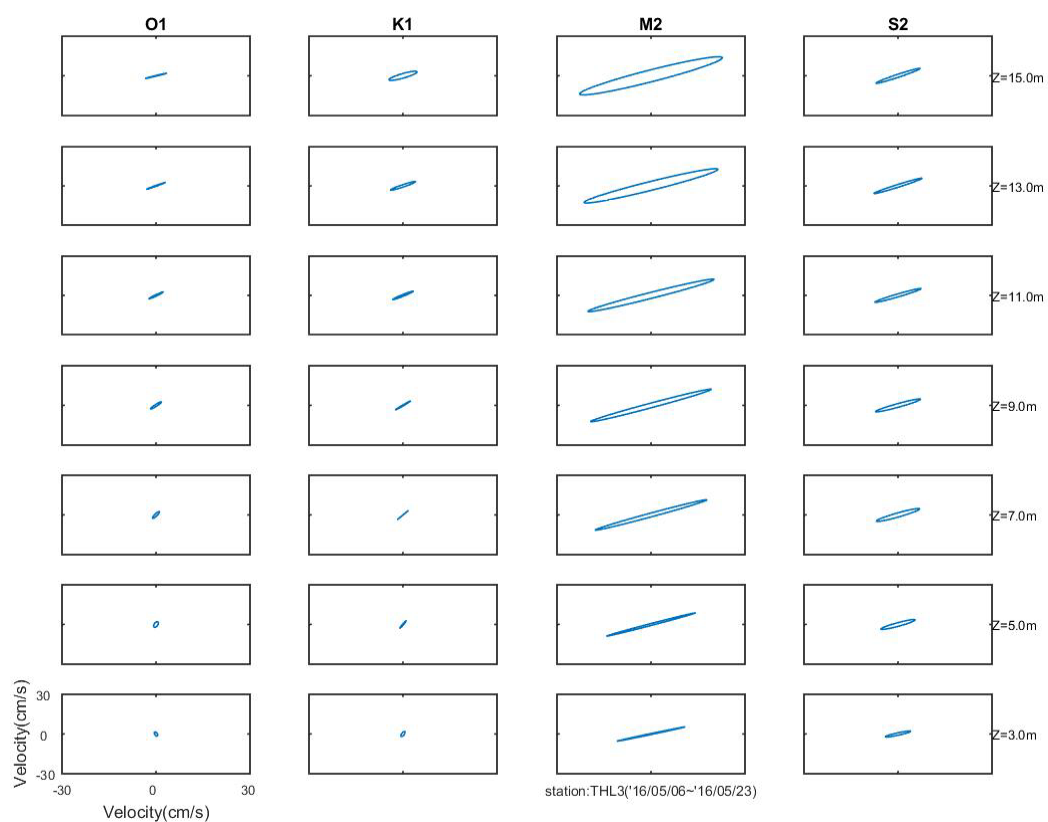 O1 K1 M2 S2
Z=15.0m
Z=13.0m
Z=11.0m
Z=9.0m
Z=7.0m
Z=5.0m
Velocity(cm/s)
30
0
-30
Z=3.0m
-30 0 30
Velocity(cm/s)
station:THL3('16/05/06~'16/05/23)